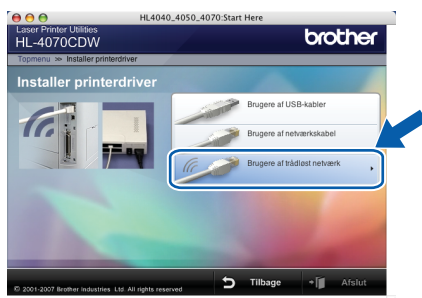 HL4040_4050_4070:Start Here
Laser Printer Utilities
HL-4070CDW
brother
Topmenu >> Installer printerdriver
Installer printerdriver
Brugere af USB-kabler
Brugere af netværkskabel
Brugere af trådløst netværk
Tilbage
Afslut
© 2001-2007 Brother Industries Ltd. All rights reserved